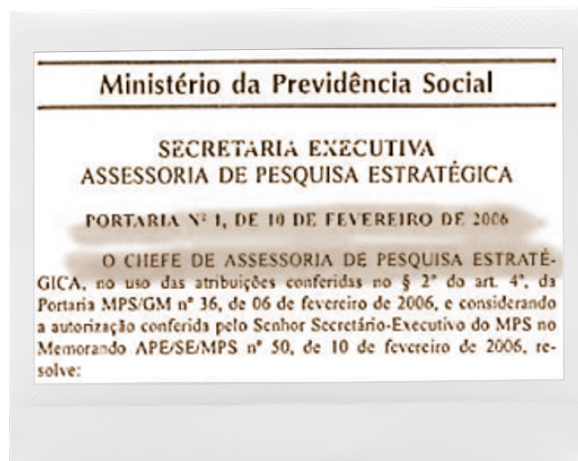 Ministério da Previdência Social
SECRETARIA EXECUTIVA
ASSESSORIA DE PESQUISA ESTRATÉGICA
PORTARIA Nº 1, DE 10 DE FEVEREIRO DE 2006
O CHEFE DE ASSESSORIA DE PESQUISA ESTRATÉ-
GICA, no uso das atribuições conferidas no § 2º do art. 4º, da
Portaria MPS/GM nº 36, de 06 de fevereiro de 2006, e considerando
a autorização conferida pelo Senhor Secretário-Executivo do MPS no
Memorando APE/SE/MPS nº 50, de 10 de fevereiro de 2006, re-
solve: